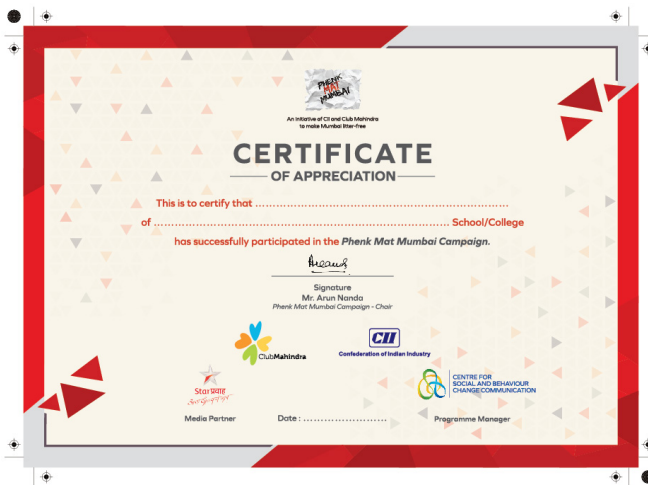 PHENK
MAT
MUMBAI
An Initiative of CII and Club Mahindra
to make Mumbai litter-free
CERTIFICATE
OF APPRECIATION
This is to certify that ................................................................................
of ................................................................................ School/College
has successfully participated in the Phenk Mat Mumbai Campaign.
Signature
Mr. Arun Nanda
Phenk Mat Mumbai Campaign - Chair
ClubMahindra
CII
Confederation of Indian Industry
Star प्रवाह
CENTRE FOR
SOCIAL AND BEHAVIOUR
CHANGE COMMUNICATION
Media Partner
Date : ........................
Programme Manager